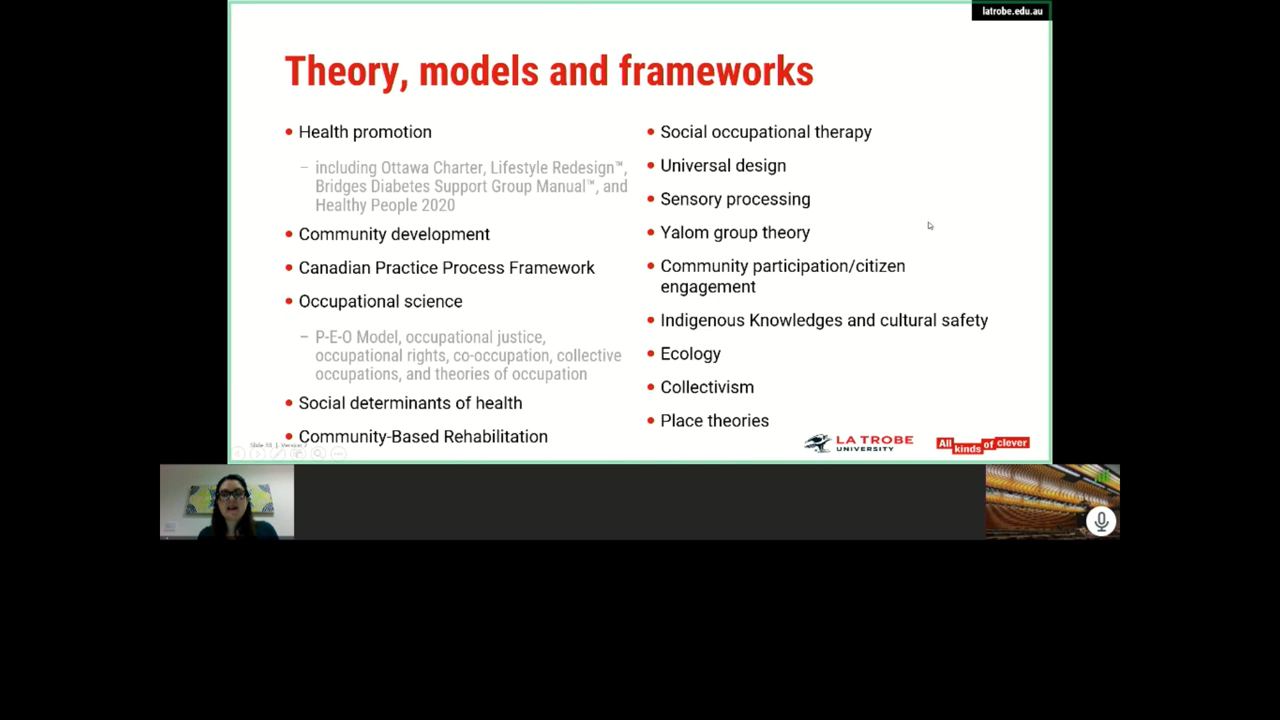 latrobe.edu.au
Theory, models and frameworks
• Health promotion
– including Ottawa Charter, Lifestyle Redesign™,
Bridges Diabetes Support Group Manual™, and
Healthy People 2020
• Community development
• Canadian Practice Process Framework
• Occupational science
– P-E-O Model, occupational justice,
occupational rights, co-occupation, collective
occupations, and theories of occupation
• Social determinants of health
• Community-Based Rehabilitation
• Social occupational therapy
• Universal design
• Sensory processing
• Yalom group theory
• Community participation/citizen
engagement
• Indigenous Knowledges and cultural safety
• Ecology
• Collectivism
• Place theories
LA TROBE
UNIVERSITY
All kinds of clever